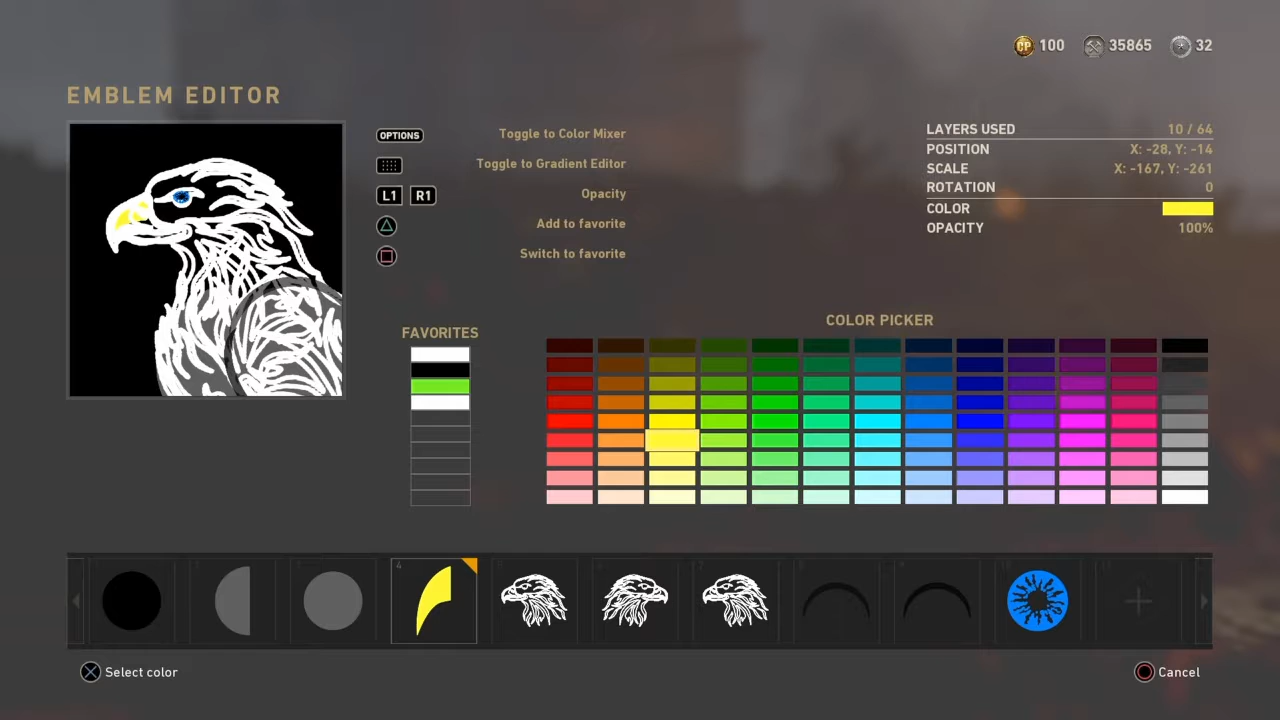 CP 100 35865 32
EMBLEM EDITOR
OPTIONS Toggle to Color Mixer
Toggle to Gradient Editor
L1 R1 Opacity
Add to favorite
Switch to favorite
LAYERS USED 10 / 64
POSITION X: -28, Y: -14
SCALE X: -167, Y: -261
ROTATION 0
COLOR
OPACITY 100%
FAVORITES
COLOR PICKER
4
Select color
Cancel